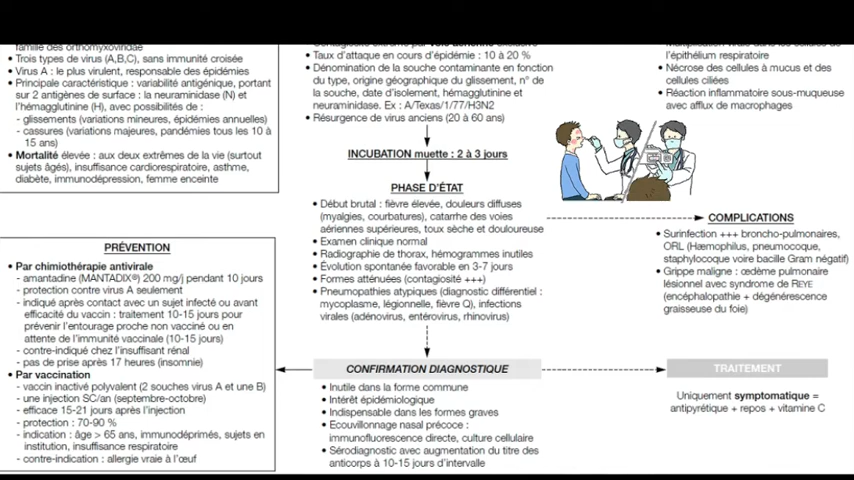 famille des orthomyxoviridae
• Trois types de virus (A,B,C), sans immunité croisée
• Virus A : le plus virulent, responsable des épidémies
• Principale caractéristique : variabilité antigénique, portant
sur 2 antigènes de surface : la neuraminidase (N) et
l'hémagglutinine (H), avec possibilités de :
- glissements (variations mineures, épidémies annuelles)
- cassures (variations majeures, pandémies tous les 10 à
15 ans)
• Mortalité élevée : aux deux extrêmes de la vie (surtout
sujets âgés), insuffisance cardiorespiratoire, asthme,
diabète, immunodépression, femme enceinte
PRÉVENTION
• Par chimiothérapie antivirale
- amantadine (MANTADIX®) 200 mg/j pendant 10 jours
- protection contre virus A seulement
- indiqué après contact avec un sujet infecté ou avant
efficacité du vaccin : traitement 10-15 jours pour
prévenir l'entourage proche non vacciné ou en
attente de l'immunité vaccinale (10-15 jours)
- contre-indiqué chez l'insuffisant rénal
- pas de prise après 17 heures (insomnie)
• Par vaccination
- vaccin inactivé polyvalent (2 souches virus A et une B)
- une injection SC/an (septembre-octobre)
- efficace 15-21 jours après l'injection
- protection : 70-90 %
- indication : âge > 65 ans, immunodéprimés, sujets en
institution, insuffisance respiratoire
- contre-indication : allergie vraie à l'œuf
• Contagiosité extrême par voie aérienne exclusive
• Taux d'attaque en cours d'épidémie : 10 à 20 %
• Dénomination de la souche contaminante en fonction
du type, origine géographique du glissement, n° de
la souche, date d'isolement, hémagglutinine et
neuraminidase. Ex : A/Texas/1/77/H3N2
• Résurgence de virus anciens (20 à 60 ans)
INCUBATION muette : 2 à 3 jours
PHASE D'ÉTAT
• Début brutal : fièvre élevée, douleurs diffuses
(myalgies, courbatures), catarrhe des voies
aériennes supérieures, toux sèche et douloureuse
• Examen clinique normal
• Radiographie de thorax, hémogrammes inutiles
• Évolution spontanée favorable en 3-7 jours
• Formes atténuées (contagiosité +++)
• Pneumopathies atypiques (diagnostic différentiel :
mycoplasme, légionnelle, fièvre Q), infections
virales (adénovirus, entérovirus, rhinovirus)
CONFIRMATION DIAGNOSTIQUE
• Inutile dans la forme commune
• Intérêt épidémiologique
• Indispensable dans les formes graves
• Ecouvillonnage nasal précoce :
immunofluorescence directe, culture cellulaire
• Sérodiagnostic avec augmentation du titre des
anticorps à 10-15 jours d'intervalle
• Multiplication virale dans les cellules de
l'épithélium respiratoire
• Nécrose des cellules à mucus et des
cellules ciliées
• Réaction inflammatoire sous-muqueuse
avec afflux de macrophages
COMPLICATIONS
• Surinfection +++ broncho-pulmonaires,
ORL (Hæmophilus, pneumocoque,
staphylocoque voire bacille Gram négatif)
• Grippe maligne : œdème pulmonaire
lésionnel avec syndrome de REYE
(encéphalopathie + dégénérescence
graisseuse du foie)
TRAITEMENT
Uniquement symptomatique =
antipyrétique + repos + vitamine C